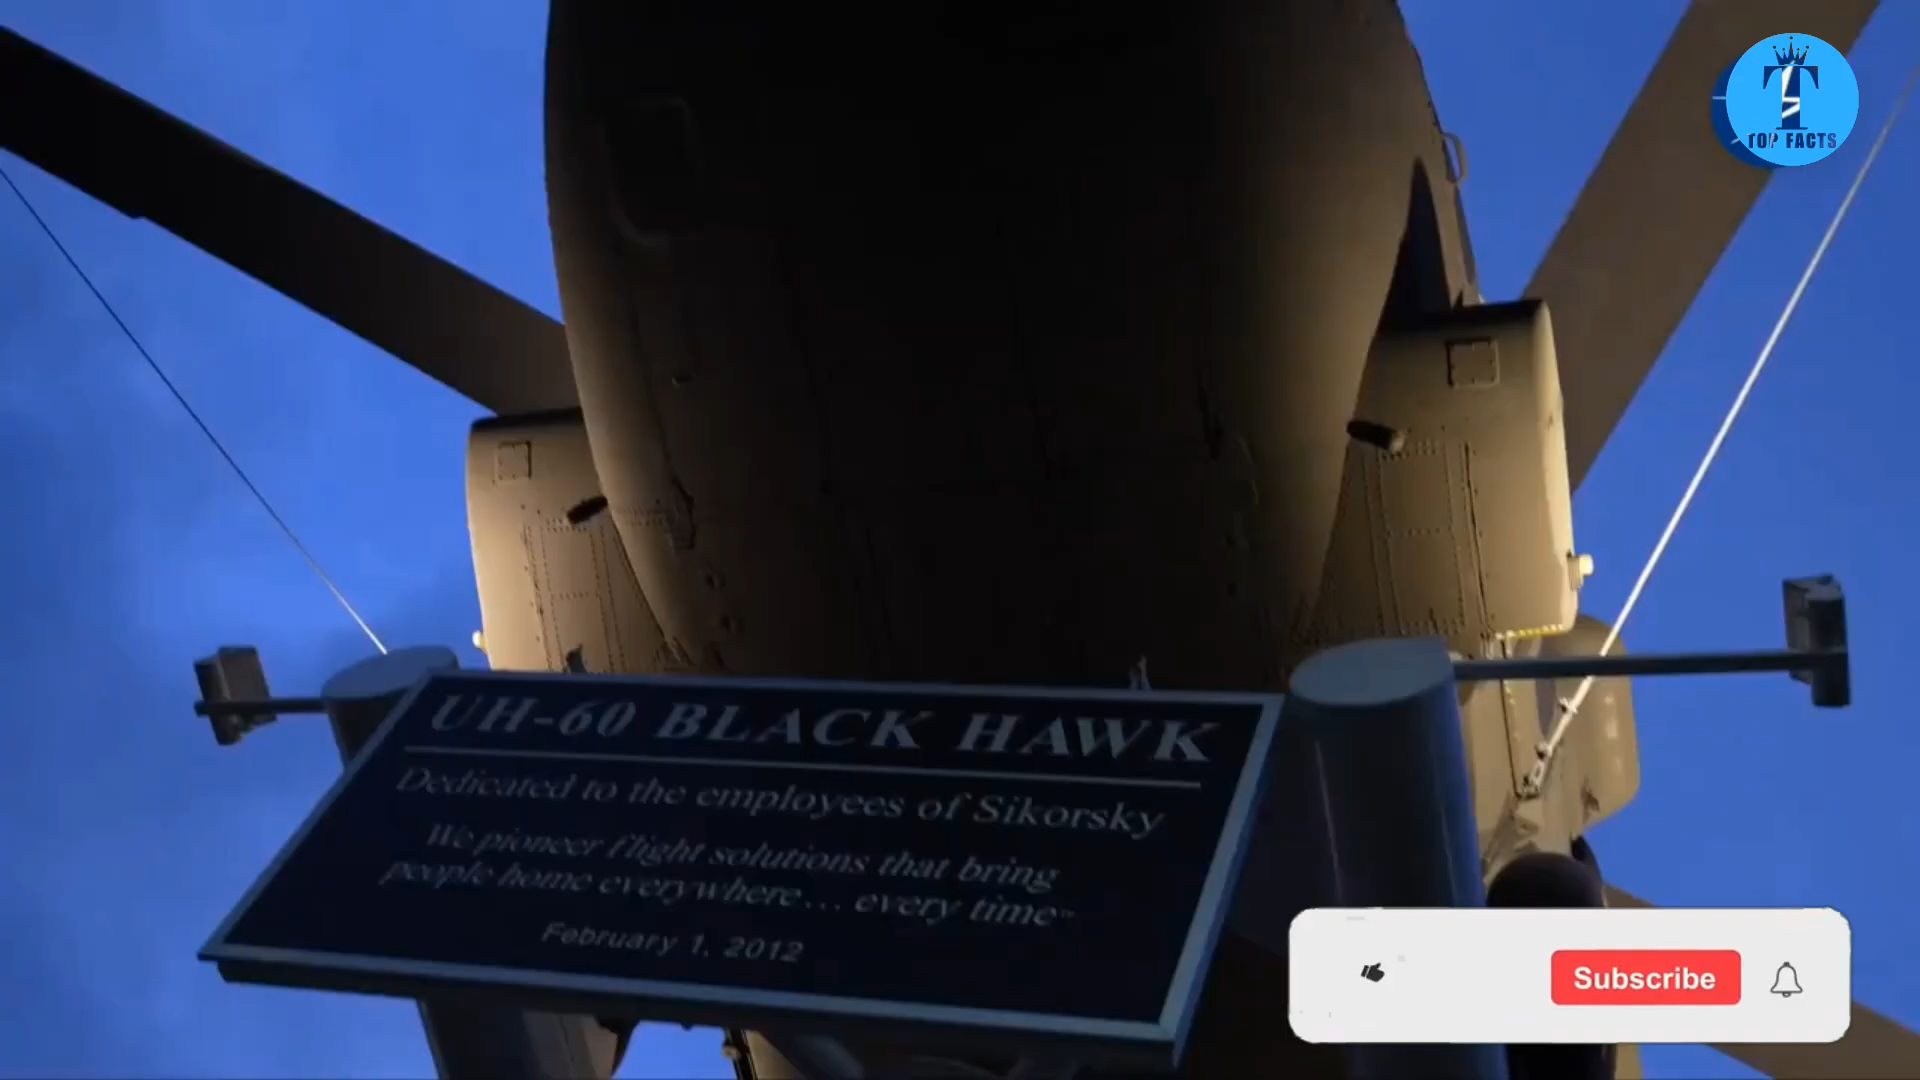 T
TOP FACTS
UH-60 BLACK HAWK
Dedicated to the employees of Sikorsky
We pioneer flight solutions that bring
people home everywhere... every time™
February 1, 2012
Subscribe